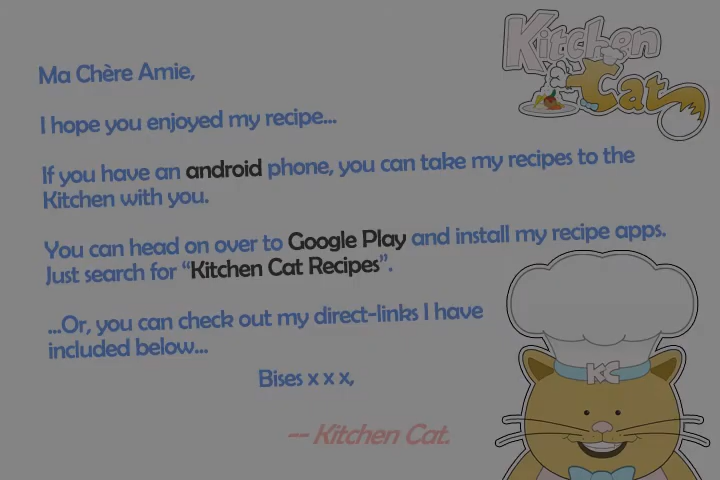 Kitchen
Cat
Ma Chère Amie,
I hope you enjoyed my recipe...
If you have an android phone, you can take my recipes to the
Kitchen with you.
You can head on over to Google Play and install my recipe apps.
Just search for “Kitchen Cat Recipes”.
...Or, you can check out my direct-links I have
included below...
Bises x x x,
-- Kitchen Cat.
KC